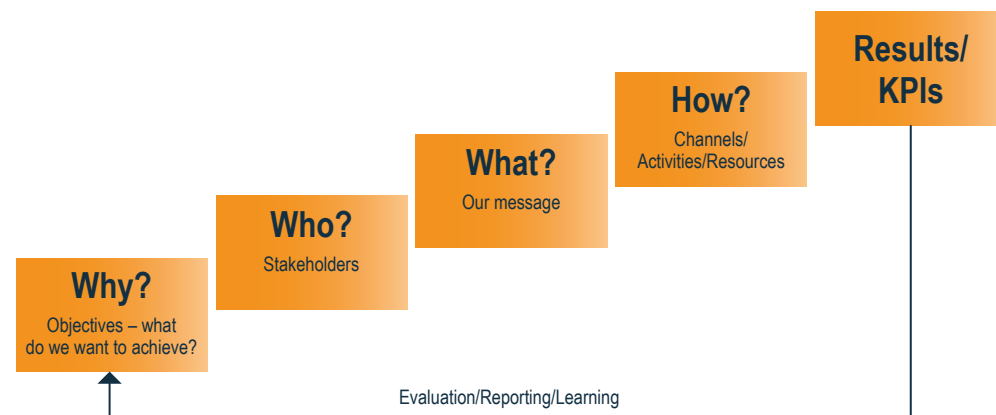 Why?
Objectives – what
do we want to achieve?
Who?
Stakeholders
What?
Our message
How?
Channels/
Activities/Resources
Results/
KPIs
Evaluation/Reporting/Learning